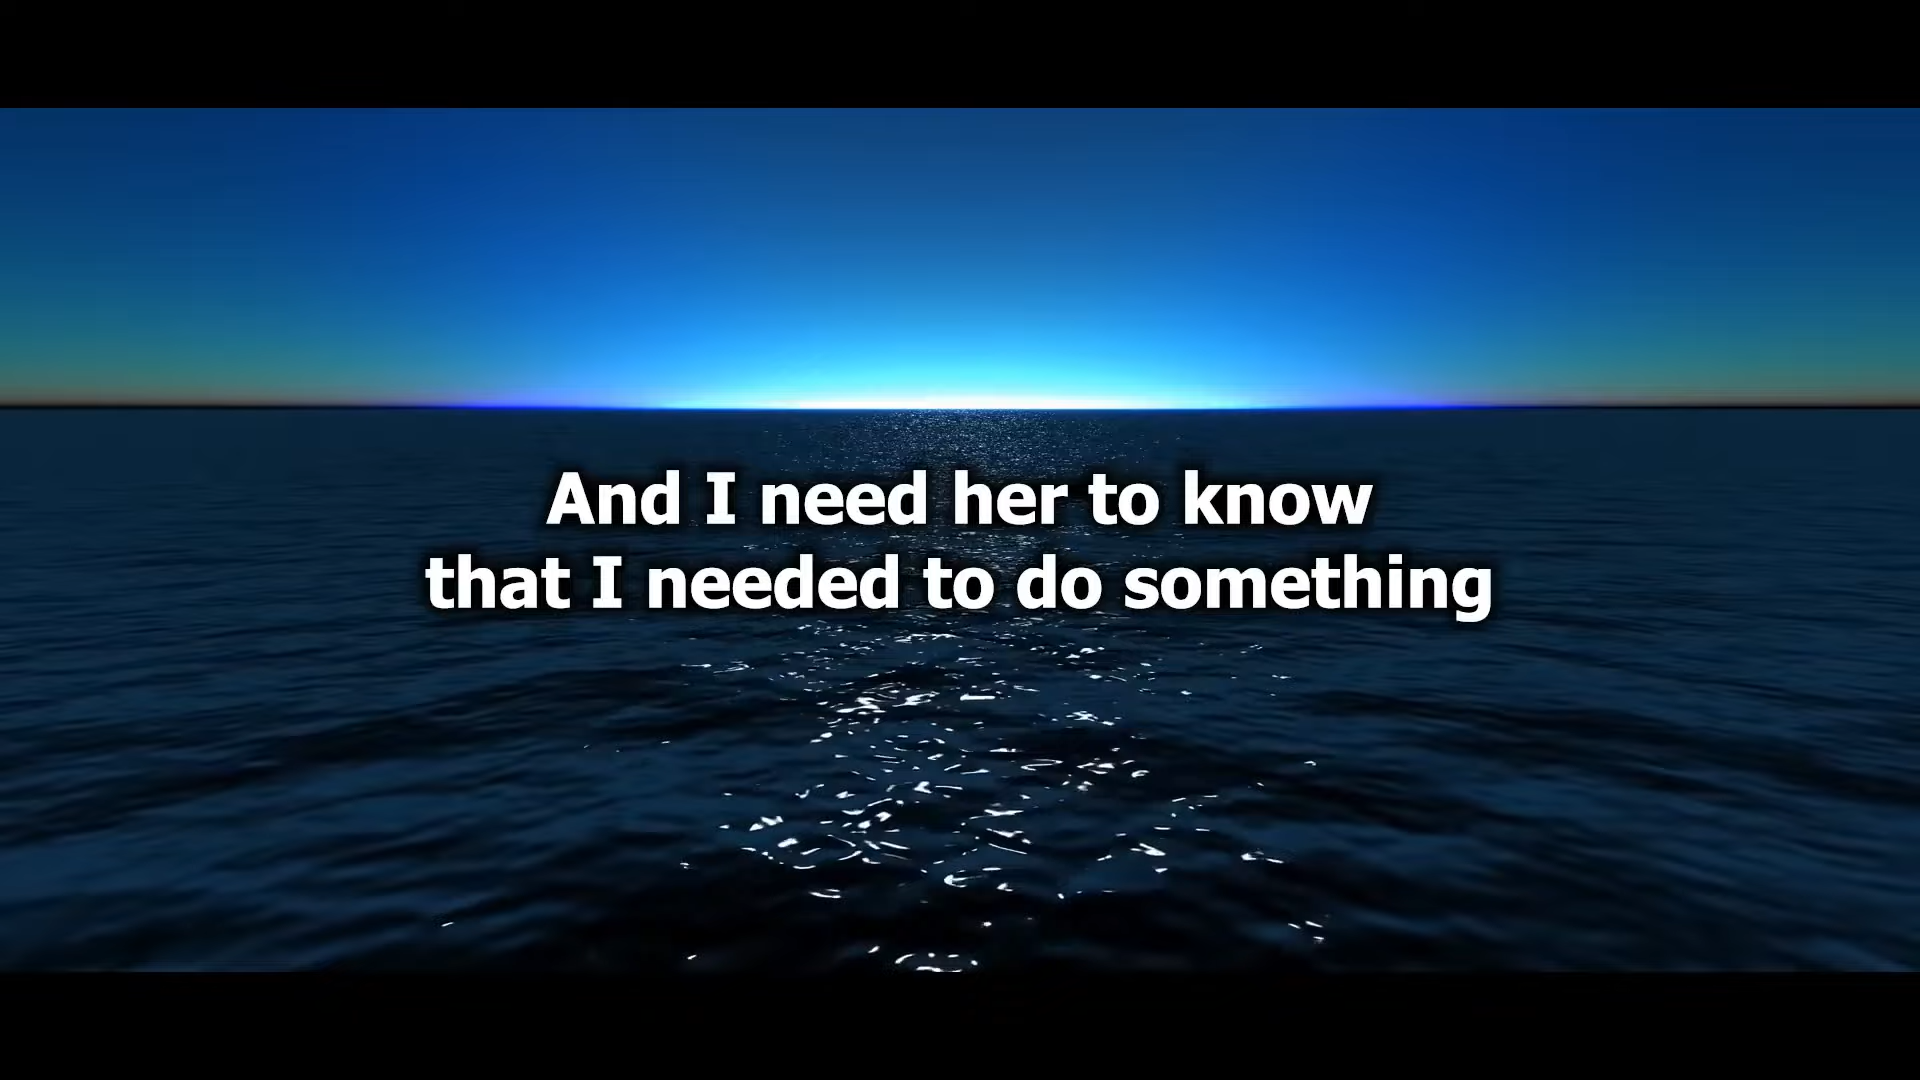 And I need her to know
that I needed to do something